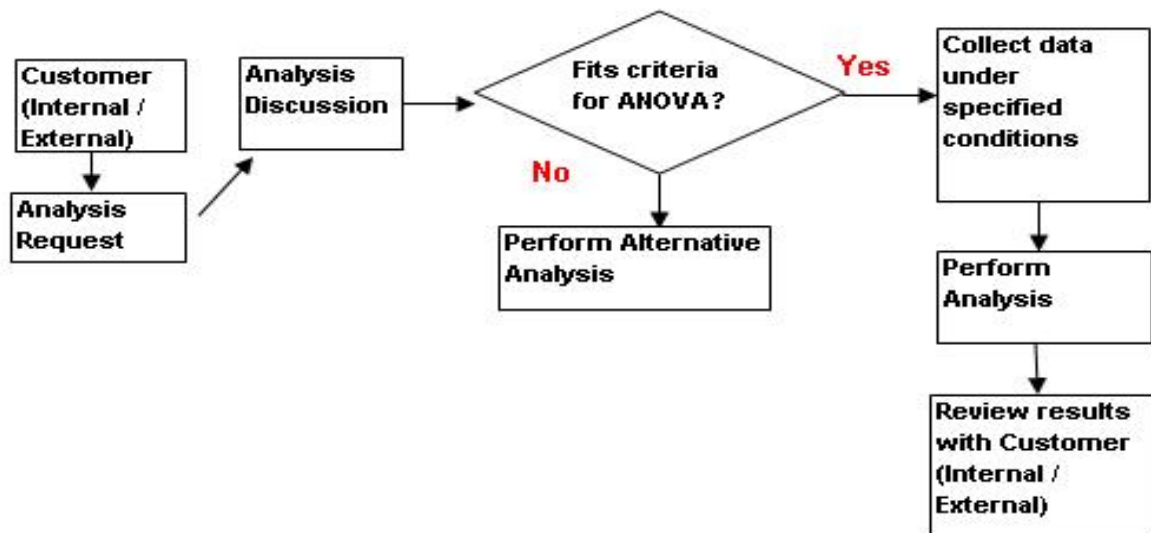 Customer
(Internal /
External)
Analysis
Request
Analysis
Discussion
Fits criteria
for ANOVA?
Yes
No
Perform Alternative
Analysis
Collect data
under
specified
conditions
Perform
Analysis
Review results
with Customer
(Internal /
External)